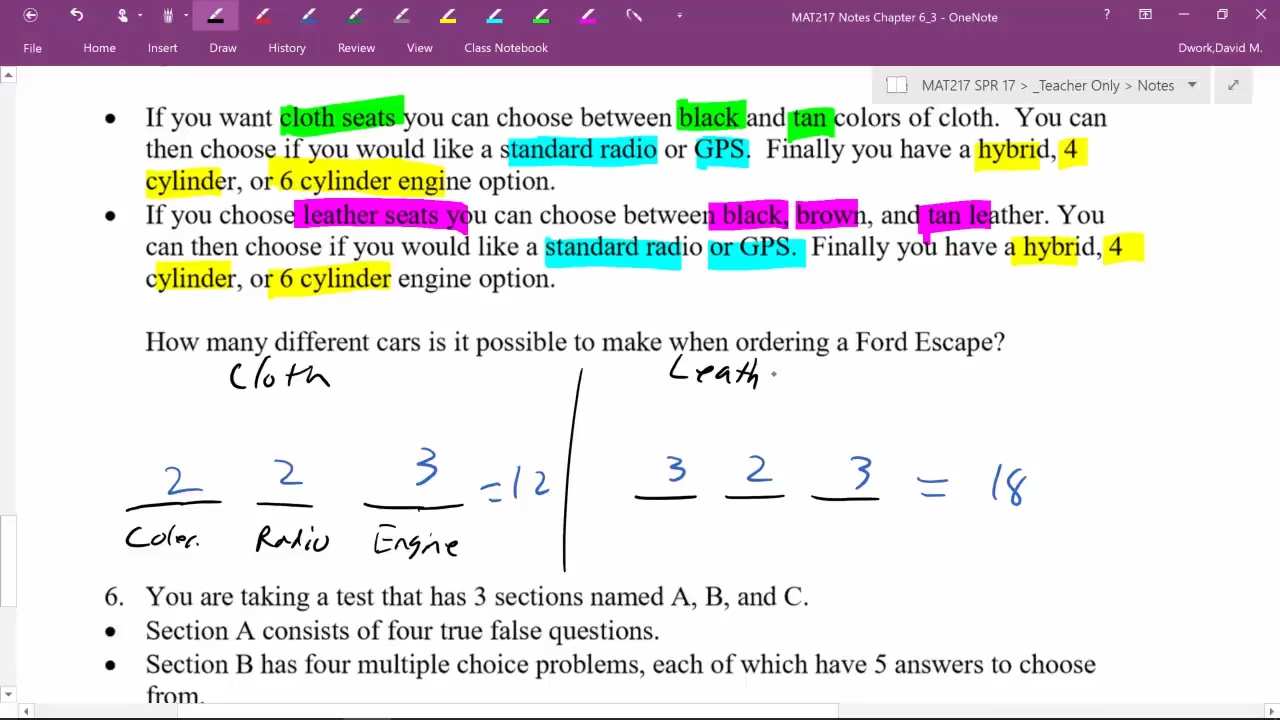 MAT217 Notes Chapter 6_3 - OneNote
File Home Insert Draw History Review View Class Notebook Dwork,David M.
MAT217 SPR 17 > _Teacher Only > Notes
• If you want cloth seats you can choose between black and tan colors of cloth. You can
then choose if you would like a standard radio or GPS. Finally you have a hybrid, 4
cylinder, or 6 cylinder engine option.
• If you choose leather seats you can choose between black, brown, and tan leather. You
can then choose if you would like a standard radio or GPS. Finally you have a hybrid, 4
cylinder, or 6 cylinder engine option.
How many different cars is it possible to make when ordering a Ford Escape?
Cloth Leath
2 2 3 =12 3 2 3 = 18
Color. Radio Engine
6. You are taking a test that has 3 sections named A, B, and C.
• Section A consists of four true false questions.
• Section B has four multiple choice problems, each of which have 5 answers to choose
from.